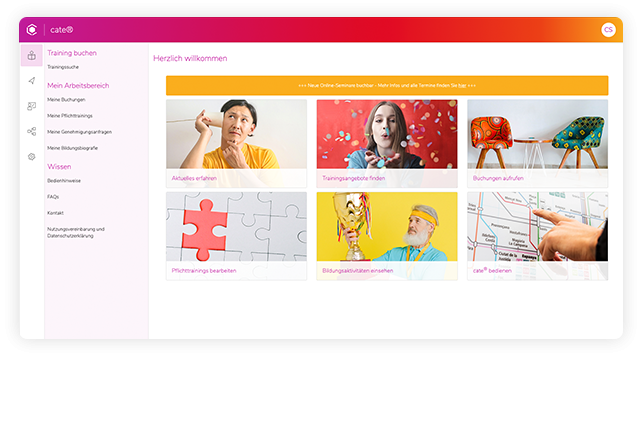 cate®
CS
Training buchen
Trainingssuche
Mein Arbeitsbereich
Meine Buchungen
Meine Pflichttrainings
Meine Genehmigungsanfragen
Meine Bildungsbiografie
Wissen
Bedienhinweise
FAQs
Kontakt
Nutzungsvereinbarung und
Datenschutzerklärung
Herzlich willkommen
+++ Neue Online-Seminare buchbar - Mehr Infos und alle Termine finden Sie hier +++
Aktuelles erfahren
Trainingsangebote finden
Buchungen aufrufen
Pflichttrainings bearbeiten
Bildungsaktivitäten einsehen
cate® bedienen